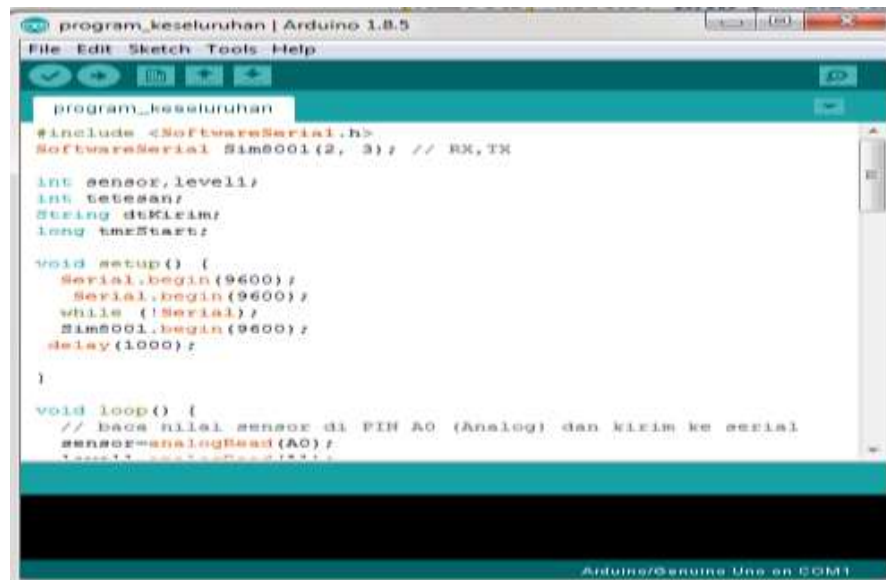 program_keseluruhan | Arduino 1.8.5
File Edit Sketch Tools Help
program_keseluruhan
#include <SoftwareSerial.h>
SoftwareSerial Sim800l(2, 3); // RX,TX
int sensor,level1;
int tetesan;
String dtKirim;
long tmrStart;
void setup() {
Serial.begin(9600);
Serial.begin(9600);
while (!Serial);
Sim800l.begin(9600);
delay(1000);
}
void loop() {
// baca nilai sensor di PIN A0 (Analog) dan kirim ke serial
sensor=analogRead(A0);
Arduino/Genuino Uno on COM1